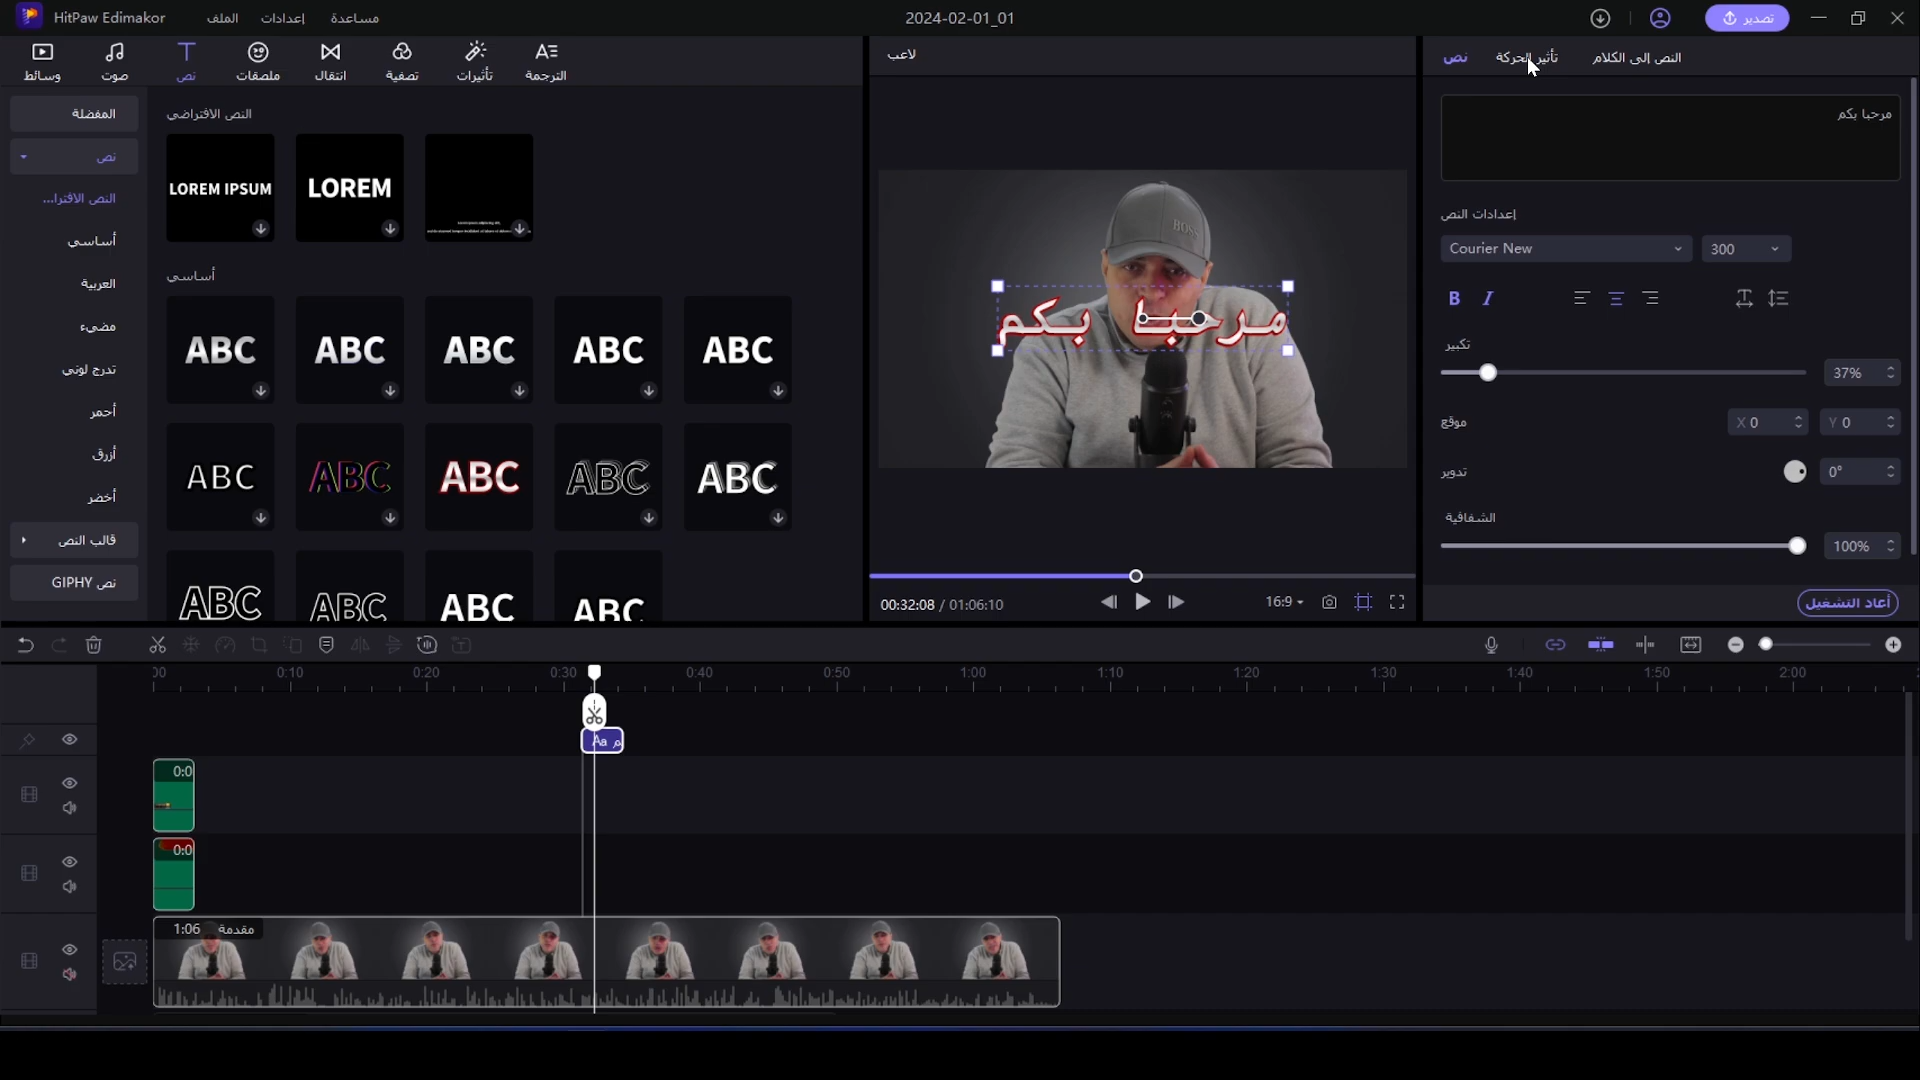 HitPaw Edimakor
الملف
إعدادات
مساعدة
2024-02-01_01
تصدير
وسائط
صوت
نص
ملصقات
انتقال
تصفية
تأثيرات
الترجمة
لاعب
نص
تأثير الحركة
النص إلى الكلام
المفضلة
نص
النص الافترا...
أساسي
العربية
مضيء
تدرج لوني
أحمر
أزرق
أخضر
قالب النص
نص GIPHY
النص الافتراضي
LOREM IPSUM
LOREM
أساسي
ABC
ABC
ABC
ABC
ABC
ABC
ABC
ABC
ABC
ABC
ABC
ABC
ABC
ABC
BOSS
مرحبا بكم
00:32:08 / 01:06:10
16:9
مرحبا بكم
إعدادات النص
Courier New
300
B I
تكبير
37%
موقع
X 0
Y 0
تدوير
0°
الشفافية
100%
أعاد التشغيل
00
0:10
0:20
0:30
0:40
0:50
1:00
1:10
1:20
1:30
1:40
1:50
2:00
Aa م
0:0
0:0
1:06 مقدمة